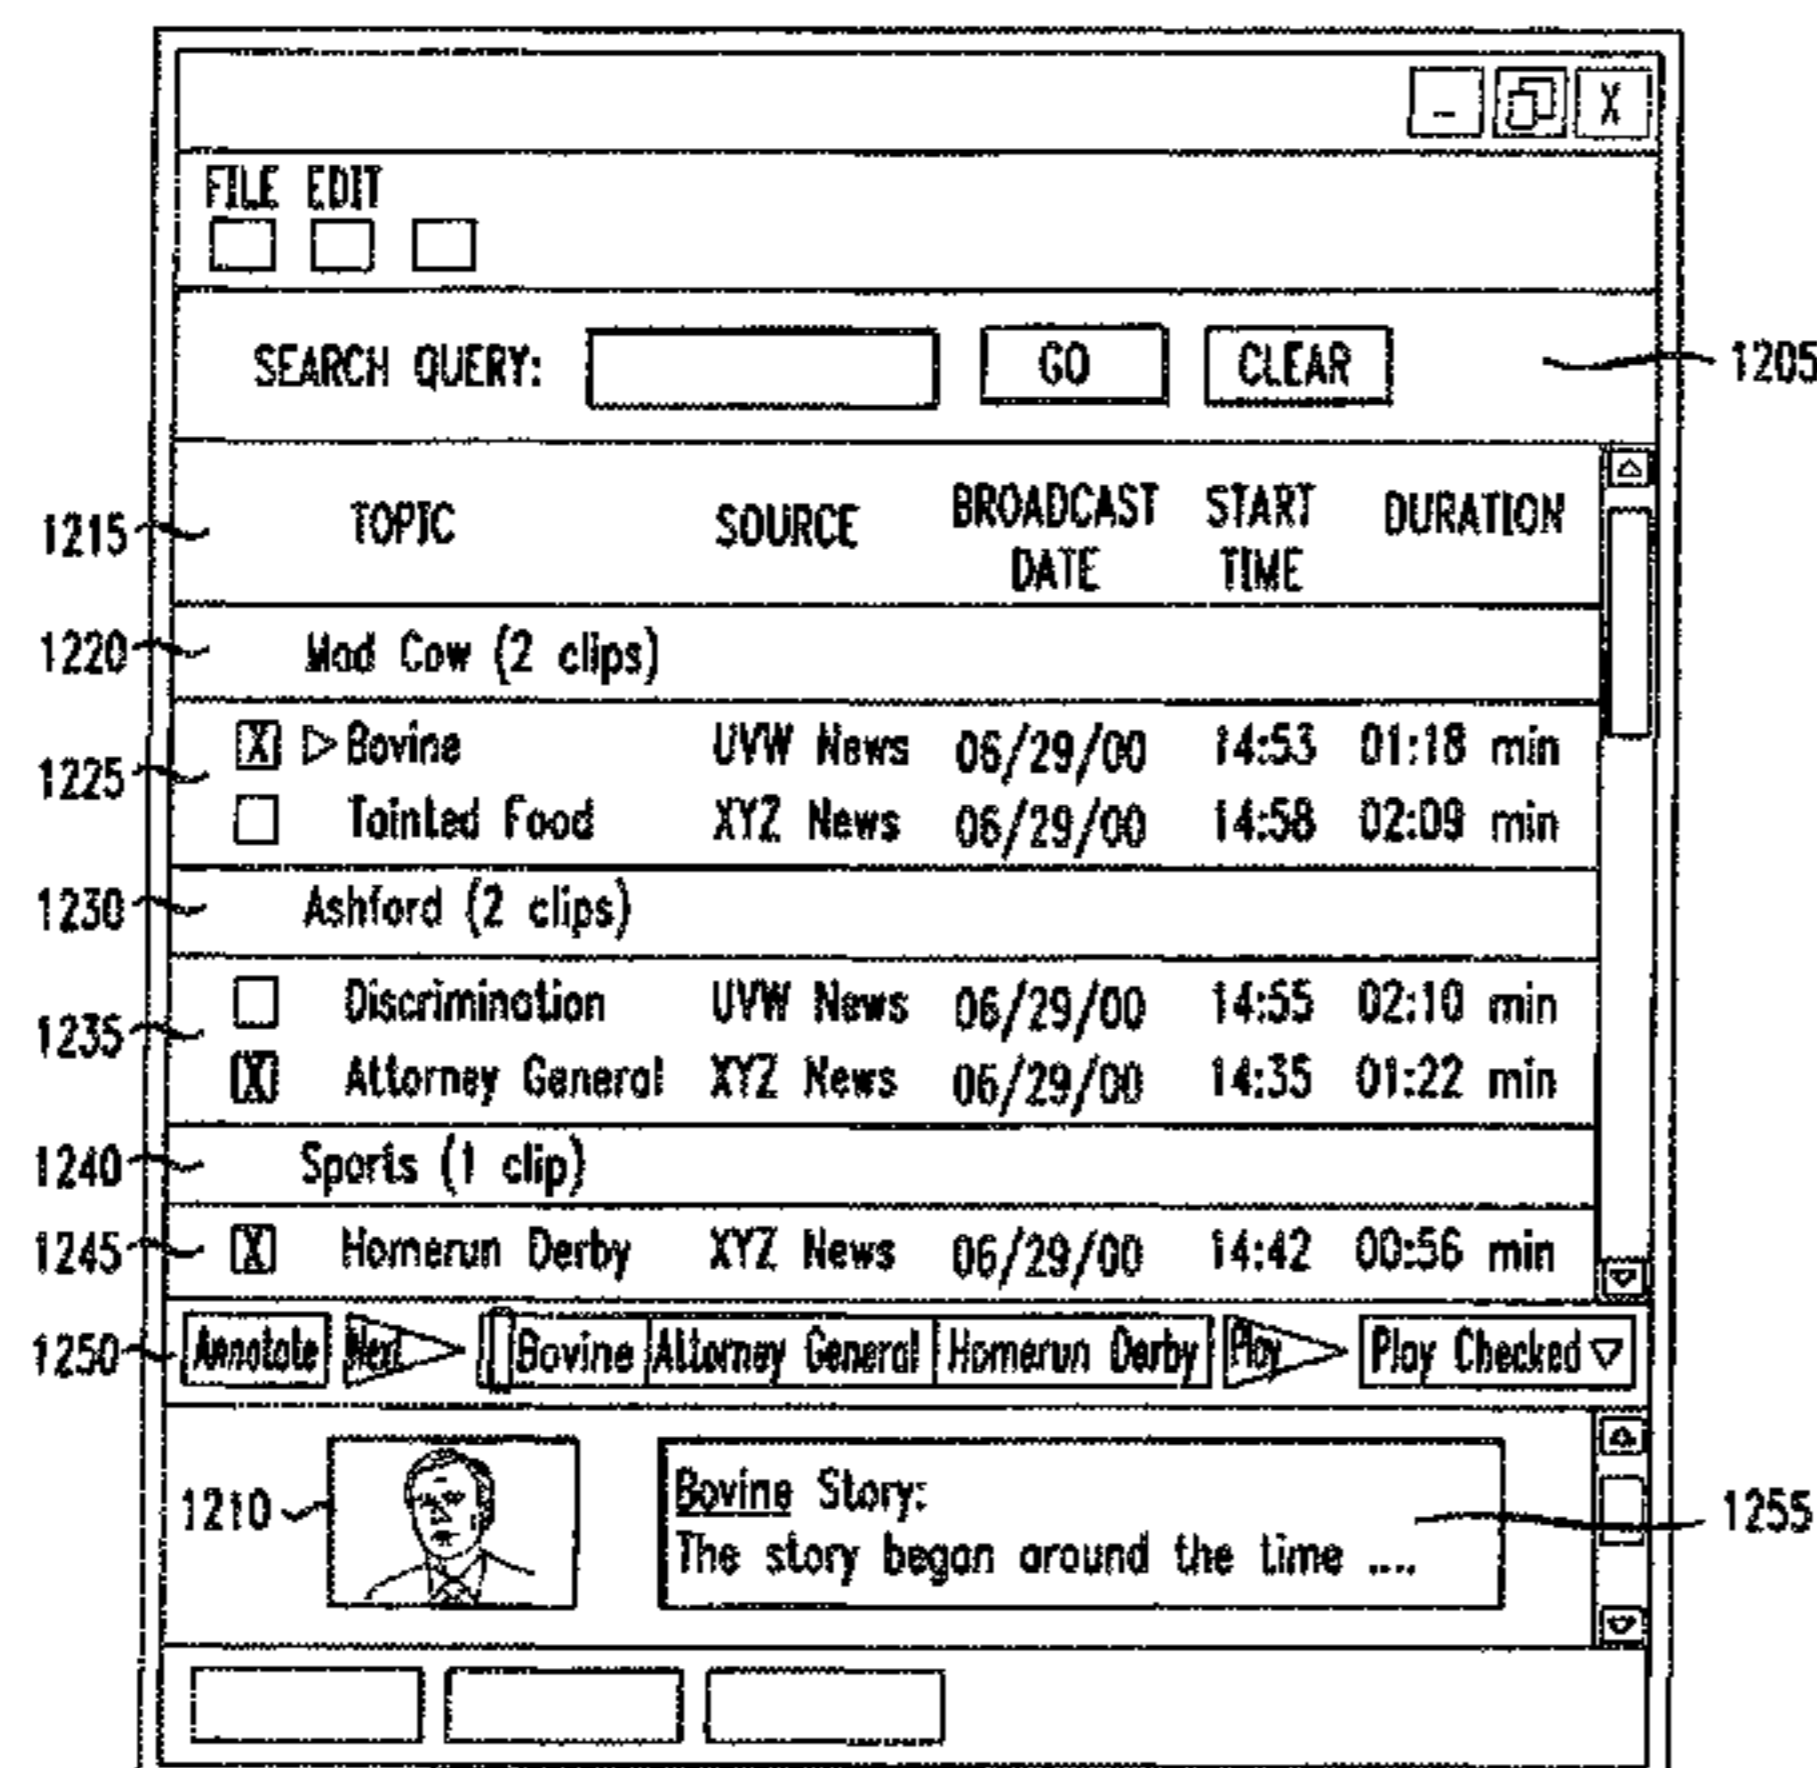 X
FILE EDIT
SEARCH QUERY: GO CLEAR 1205
1215 TOPIC SOURCE BROADCAST DATE START TIME DURATION
1220 Mad Cow (2 clips)
X Bovine UVW News 06/29/00 14:53 01:18 min
1225
Tainted Food XYZ News 06/29/00 14:58 02:09 min
1230 Ashford (2 clips)
Discrimination UVW News 06/29/00 14:55 02:10 min
1235
X Attorney General XYZ News 06/29/00 14:35 01:22 min
1240 Sports (1 clip)
1245 X Homerun Derby XYZ News 06/29/00 14:42 00:56 min
1250 Annotate Next Bovine Attorney General Homerun Derby Play Play Checked
1210 Bovine Story: 1255
The story began around the time ....